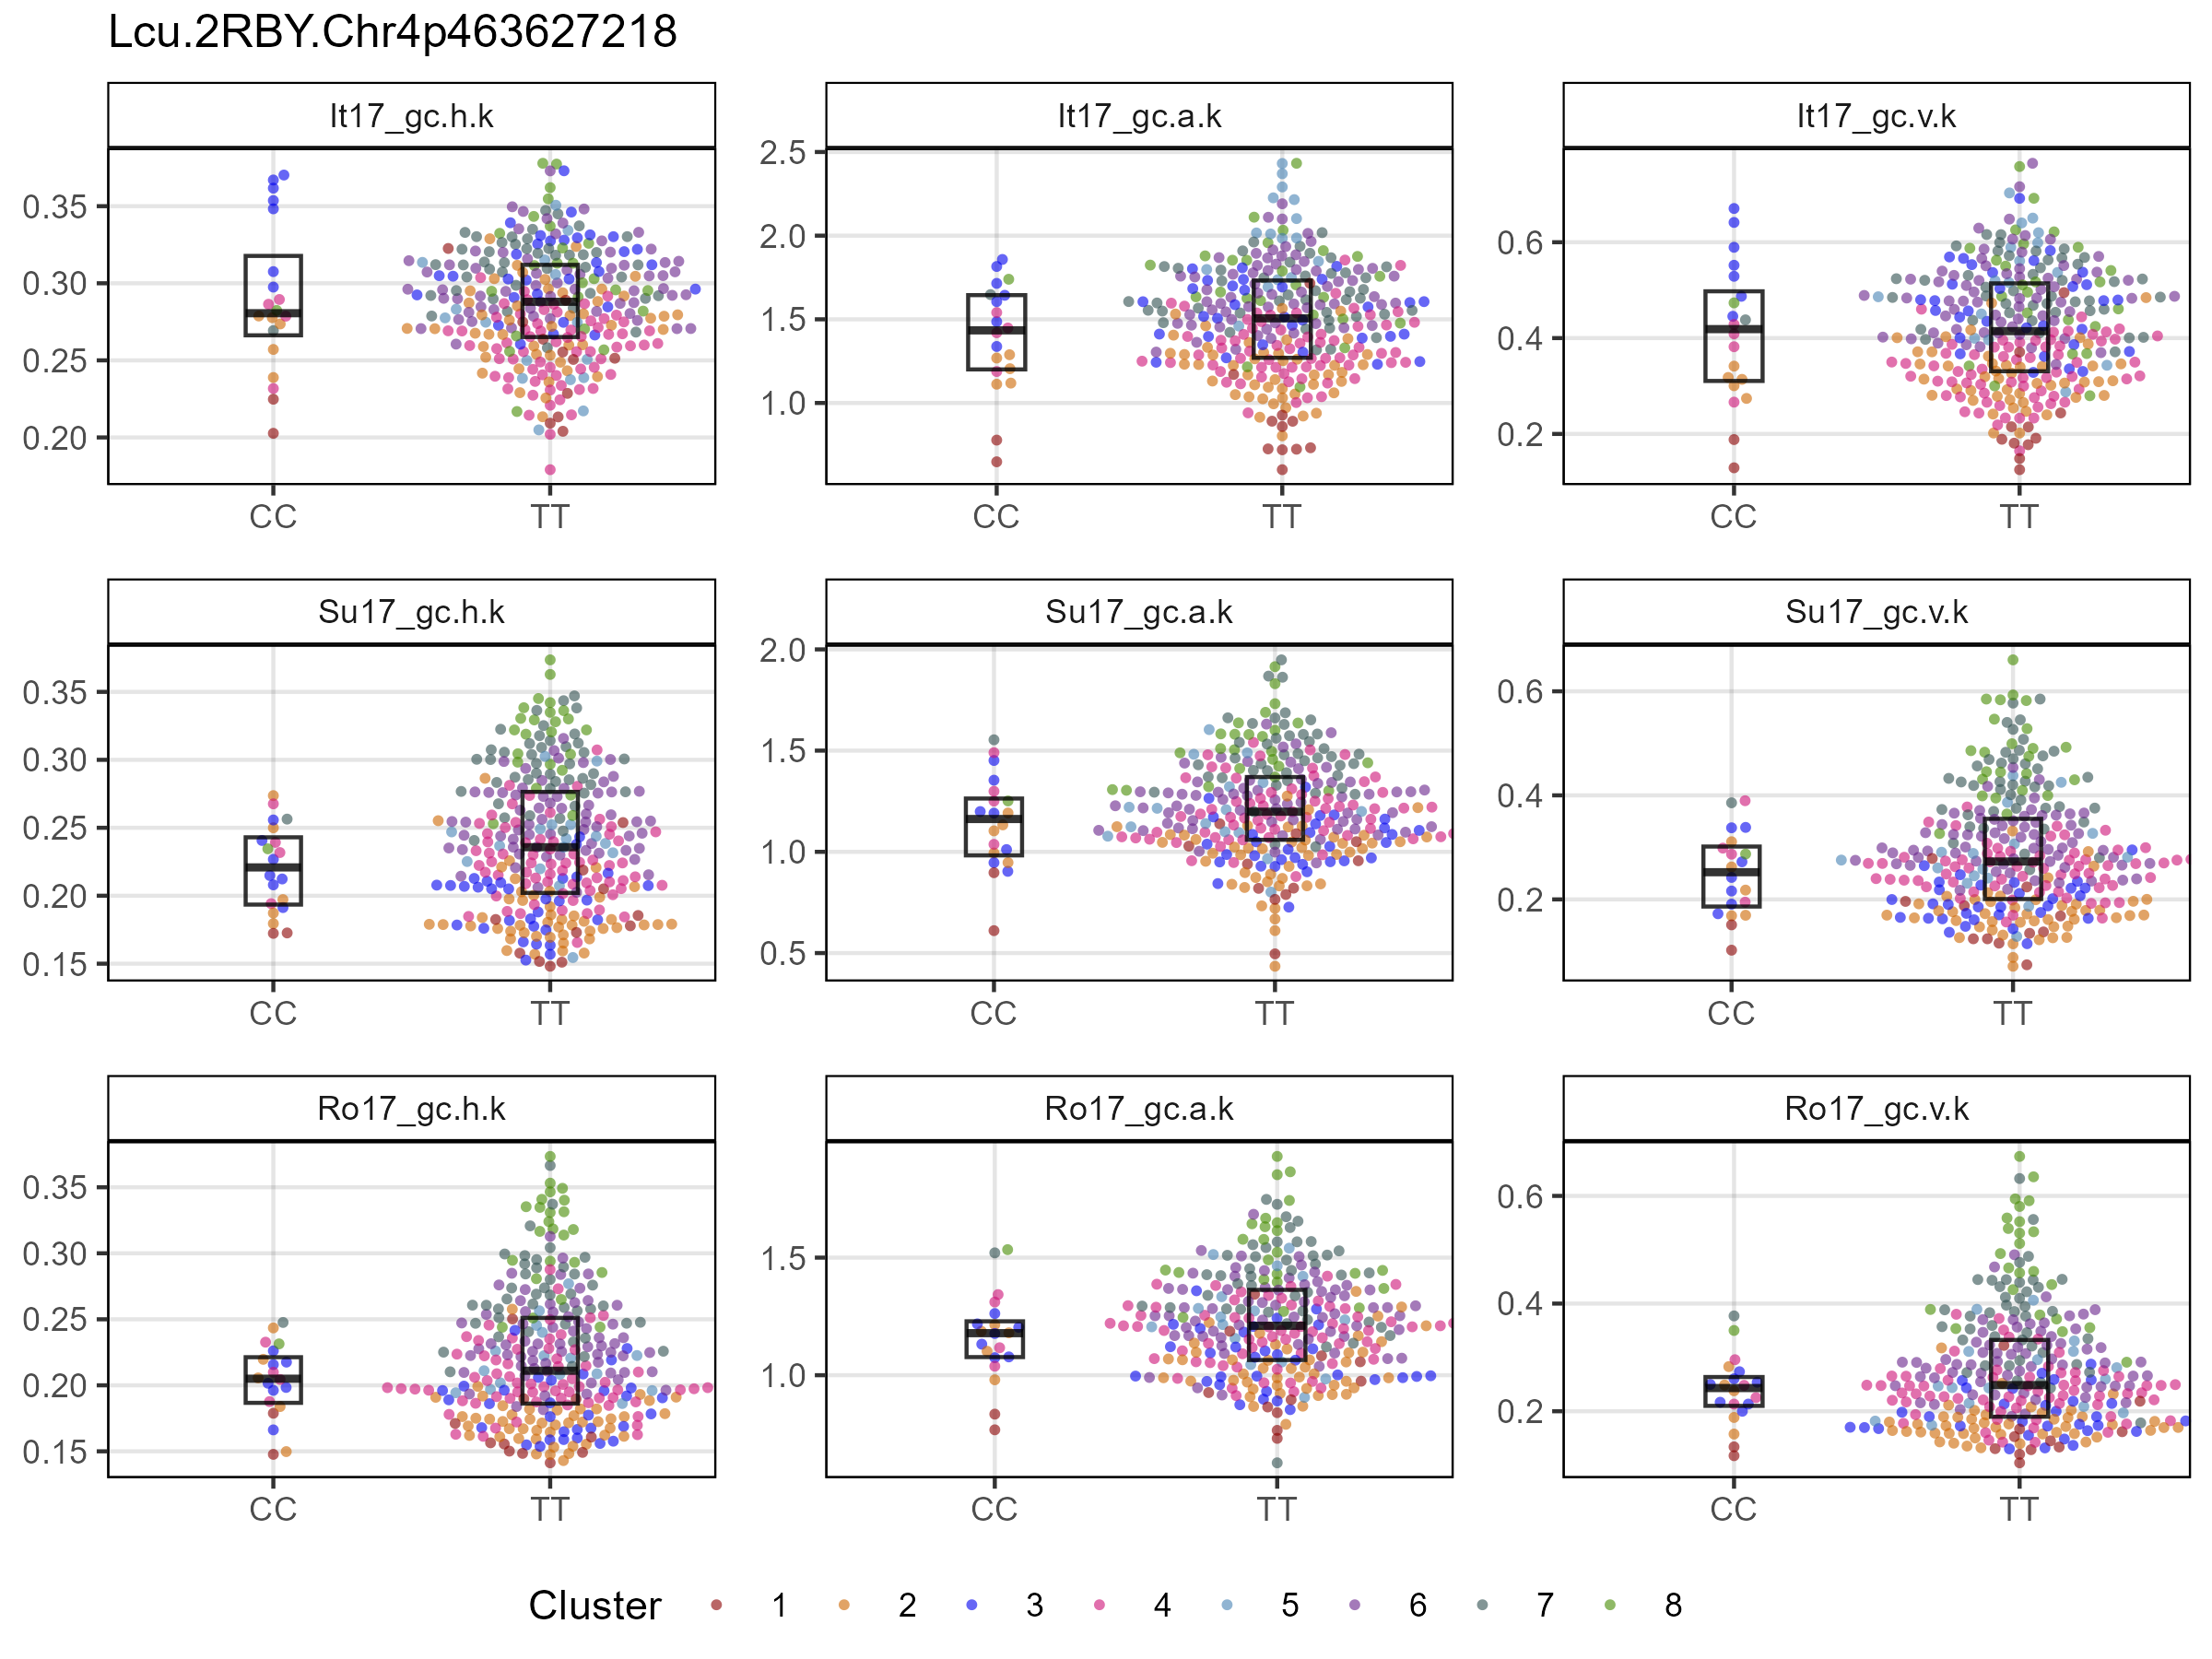 Lcu.2RBY.Chr4p463627218
It17_gc.h.k
It17_gc.a.k
It17_gc.v.k
0.35
0.30
0.25
0.20
2.5
2.0
1.5
1.0
0.6
0.4
0.2
CC TT
CC TT
CC TT
Su17_gc.h.k
Su17_gc.a.k
Su17_gc.v.k
0.35
0.30
0.25
0.20
0.15
2.0
1.5
1.0
0.5
0.6
0.4
0.2
CC TT
CC TT
CC TT
Ro17_gc.h.k
Ro17_gc.a.k
Ro17_gc.v.k
0.35
0.30
0.25
0.20
0.15
1.5
1.0
0.6
0.4
0.2
CC TT
CC TT
CC TT
Cluster 1 2 3 4 5 6 7 8